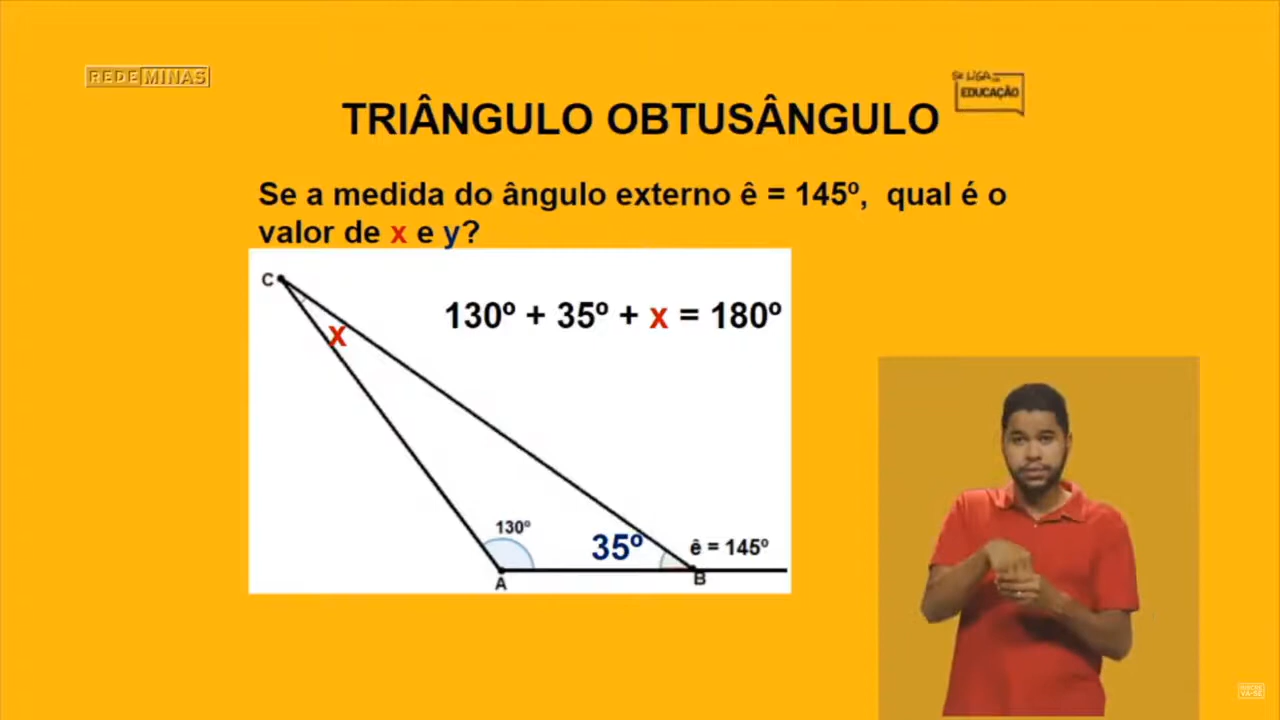 REDE MINAS
SE LIGA NA
EDUCAÇÃO
TRIÂNGULO OBTUSÂNGULO
Se a medida do ângulo externo ê = 145º, qual é o
valor de x e y?
C
130º + 35º + x = 180º
x
130º
35º
ê = 145º
A
B